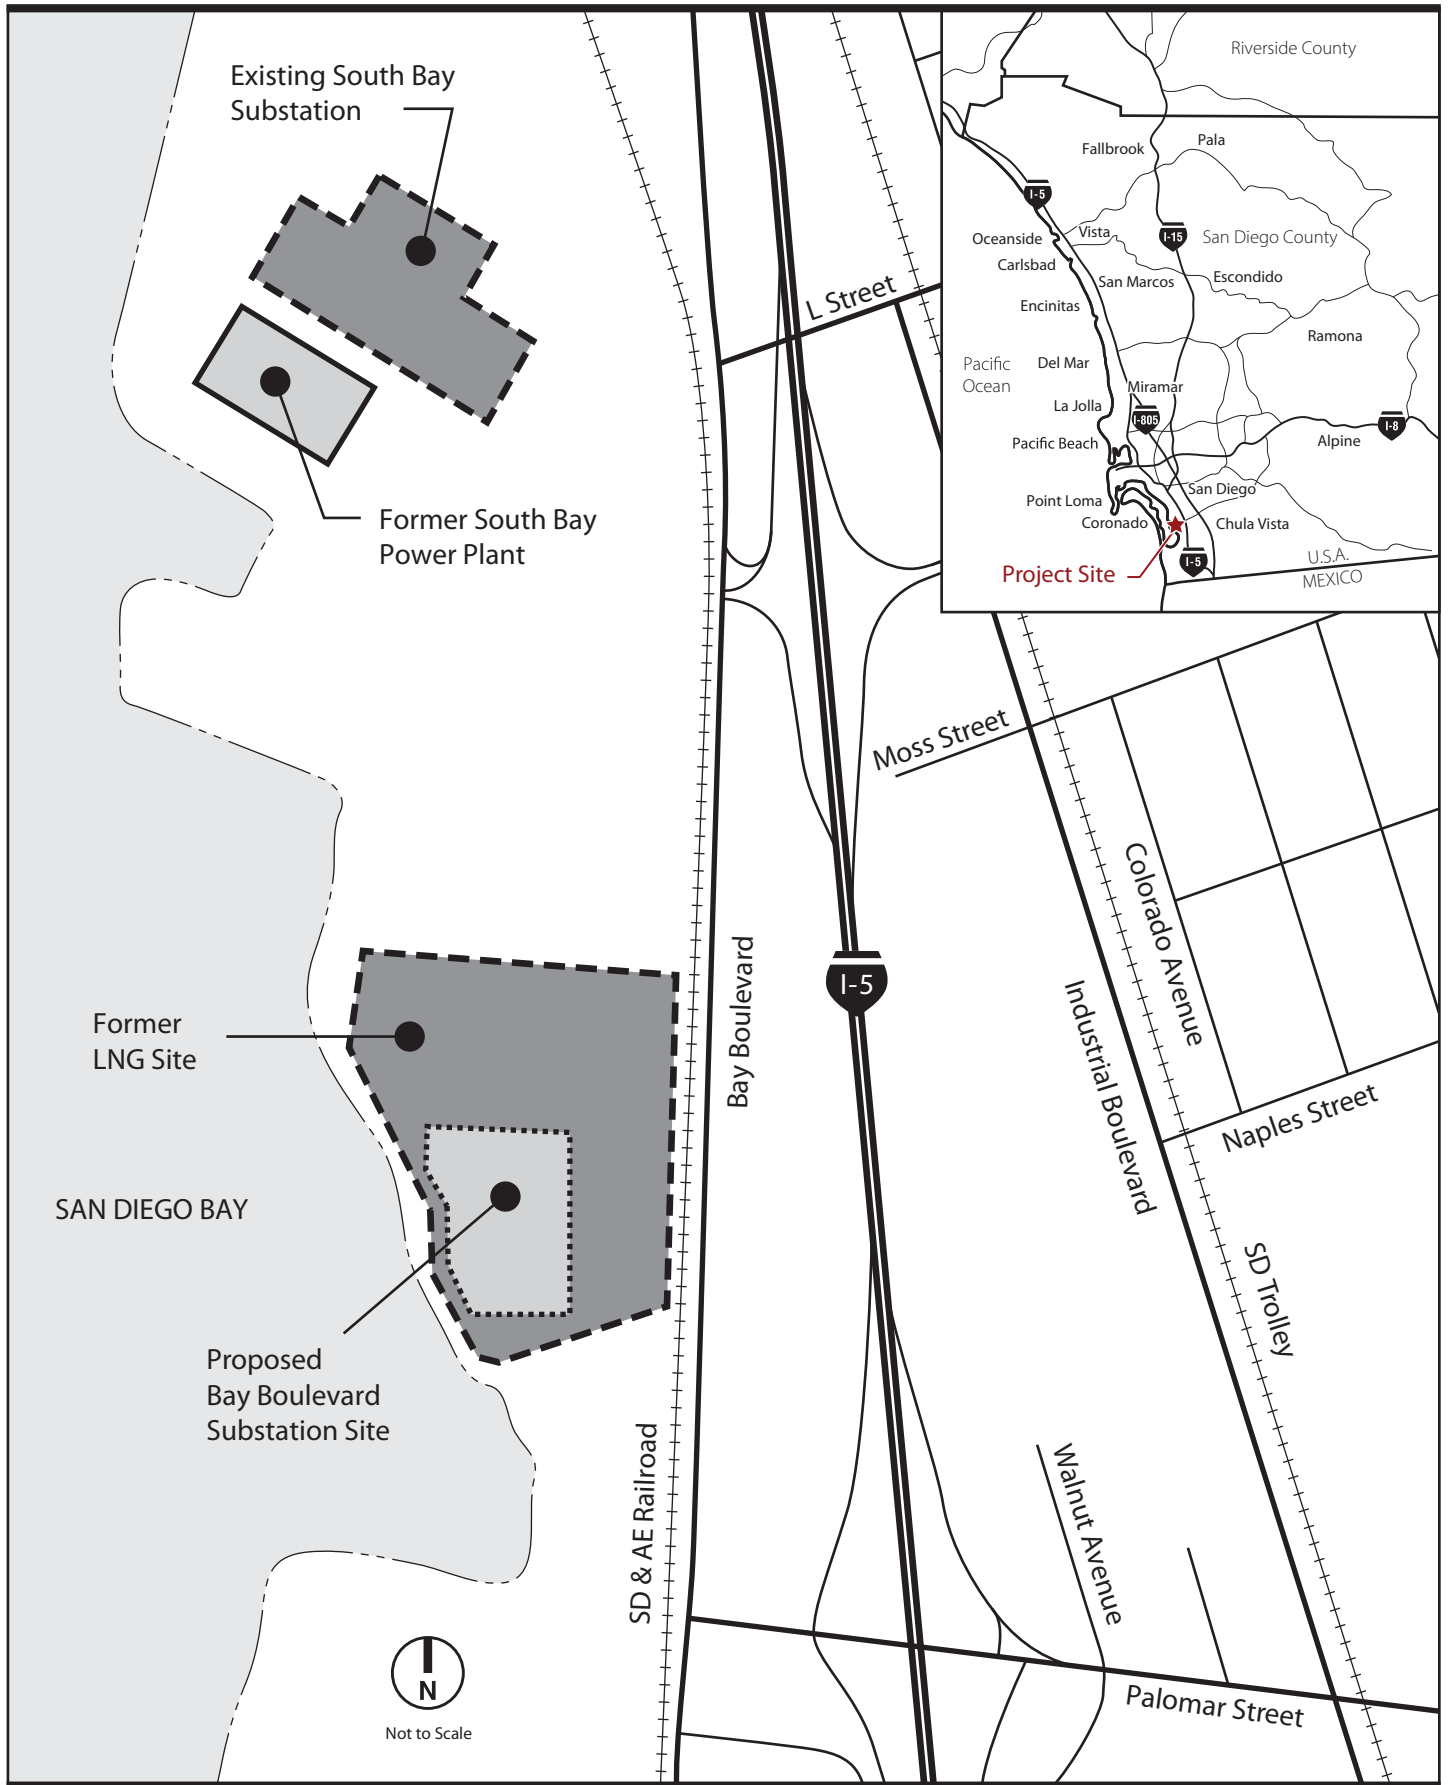 Existing South Bay
Substation
Former South Bay
Power Plant
L Street
Riverside County
Fallbrook
Pala
I-5
I-15
Oceanside
Vista
San Diego County
Carlsbad
San Marcos
Escondido
Encinitas
Ramona
Pacific
Ocean
Del Mar
Miramar
La Jolla
I-805
I-8
Pacific Beach
Alpine
Point Loma
San Diego
Coronado
Chula Vista
Project Site
I-5
U.S.A.
MEXICO
Moss Street
Colorado Avenue
Bay Boulevard
I-5
Industrial Boulevard
Former
LNG Site
Naples Street
SAN DIEGO BAY
SD Trolley
Proposed
Bay Boulevard
Substation Site
SD & AE Railroad
Walnut Avenue
Palomar Street
N
Not to Scale